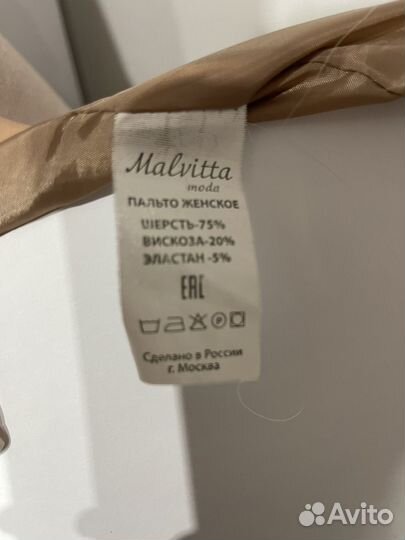 Malvitta
moda
ПАЛЬТО ЖЕНСКОЕ
ШЕРСТЬ-75%
ВИСКОЗА-20%
ЭЛАСТАН -5%
EAC
Сделано в России
г. Москва
Avito